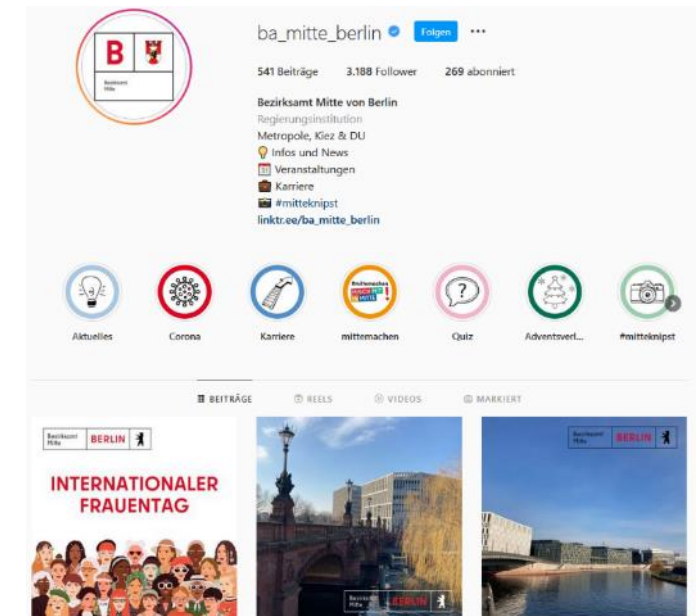 ba_mitte_berlin Folgen
541 Beiträge 3.188 Follower 269 abonniert
Bezirksamt Mitte von Berlin
Regierungsinstitution
Metropole, Kiez & DU
Infos und News
Veranstaltungen
Karriere
#mitteknipst
linktr.ee/ba_mitte_berlin
B
Bezirksamt
Mitte
Aktuelles Corona Karriere mittemachen Quiz Adventsverl... #mitteknipst
BEITRÄGE REELS VIDEOS MARKIERT
Bezirksamt
Mitte
BERLIN
INTERNATIONALER
FRAUENTAG
Bezirksamt
Mitte
BERLIN
Bezirksamt
Mitte
BERLIN